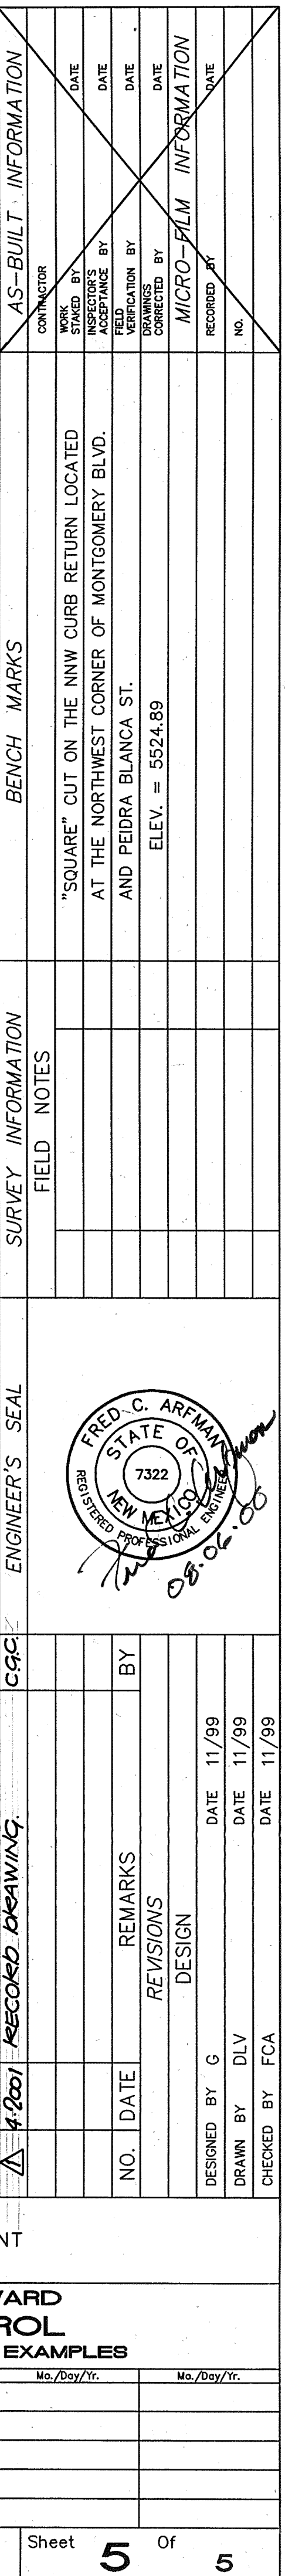 AS-BUILT INFORMATION
CONTRACTOR
WORK STAKED BY DATE
INSPECTOR'S ACCEPTANCE BY DATE
FIELD VERIFICATION BY DATE
DRAWINGS CORRECTED BY DATE
MICRO-FILM INFORMATION
RECORDED BY DATE
NO.
BENCH MARKS
"SQUARE" CUT ON THE NNW CURB RETURN LOCATED
AT THE NORTHWEST CORNER OF MONTGOMERY BLVD.
AND PEIDRA BLANCA ST.
ELEV. = 5524.89
SURVEY INFORMATION
FIELD NOTES
ENGINEER'S SEAL
FRED C. ARFMAN
STATE OF
7322
NEW MEXICO
REGISTERED PROFESSIONAL ENGINEER
08·06·00
4·2001 RECORD DRAWING. C.G.C.
NO. DATE REMARKS BY
REVISIONS
DESIGN
DESIGNED BY G DATE 11/99
DRAWN BY DLV DATE 11/99
CHECKED BY FCA DATE 11/99
NT
ARD
ROL
EXAMPLES
Mo./Day/Yr. Mo./Day/Yr.
Sheet 5 Of 5